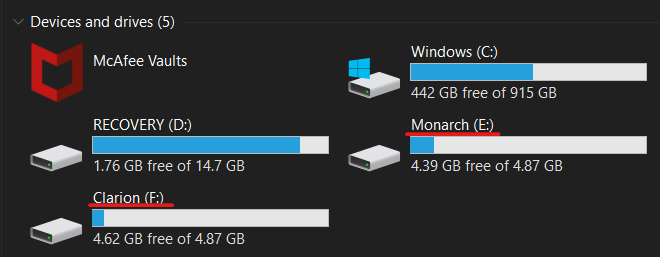 Devices and drives (5)
McAfee Vaults
Windows (C:)
442 GB free of 915 GB
RECOVERY (D:)
1.76 GB free of 14.7 GB
Monarch (E:)
4.39 GB free of 4.87 GB
Clarion (F:)
4.62 GB free of 4.87 GB